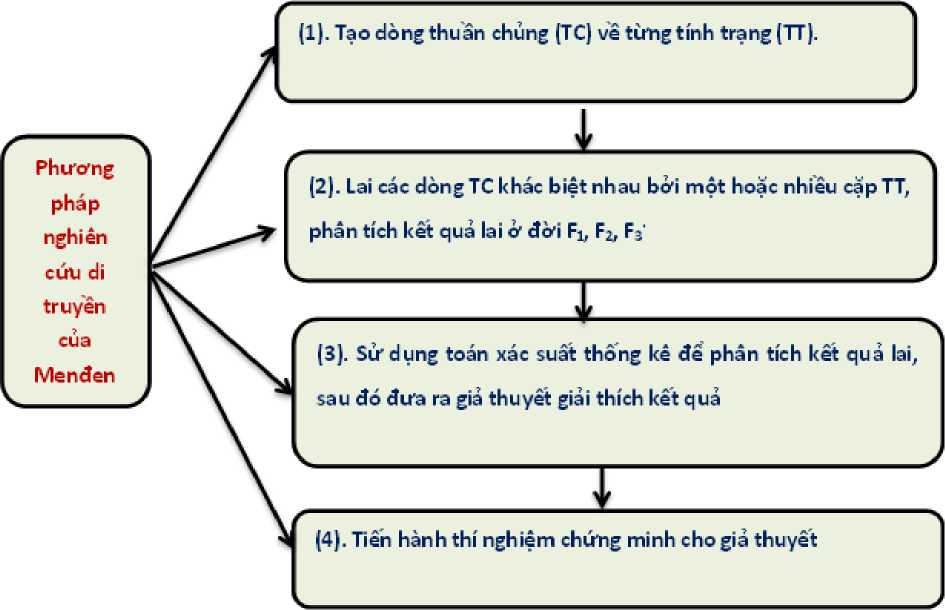 Phương
pháp
nghiên
cứu di
truyền
của
Menđen
(1). Tạo dòng thuần chủng (TC) về từng tính trạng (TT).
(2). Lai các dòng TC khác biệt nhau bởi một hoặc nhiều cặp TT,
phân tích kết quả lai ở đời F₁, F₂, F₃.
(3). Sử dụng toán xác suất thống kê để phân tích kết quả lai,
sau đó đưa ra giả thuyết giải thích kết quả
(4). Tiến hành thí nghiệm chứng minh cho giả thuyết